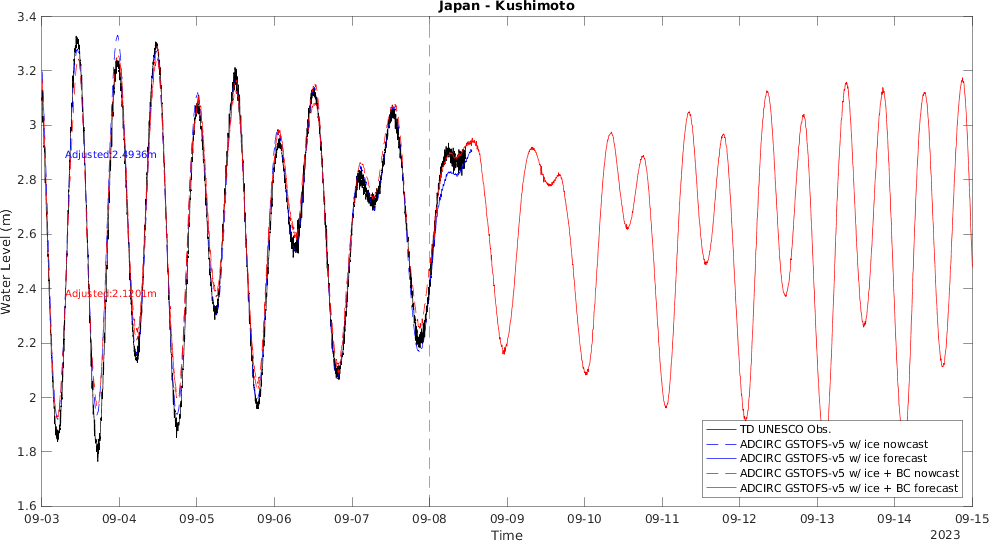 Japan - Kushimoto
3.4
3.2
3
2.8
2.6
2.4
2.2
2
1.8
1.6
Water Level (m)
Adjusted:2.4936m
Adjusted:2.1201m
TD UNESCO Obs.
ADCIRC GSTOFS-v5 w/ ice nowcast
ADCIRC GSTOFS-v5 w/ ice forecast
ADCIRC GSTOFS-v5 w/ ice + BC nowcast
ADCIRC GSTOFS-v5 w/ ice + BC forecast
09-03 09-04 09-05 09-06 09-07 09-08 09-09 09-10 09-11 09-12 09-13 09-14 09-15
Time
2023